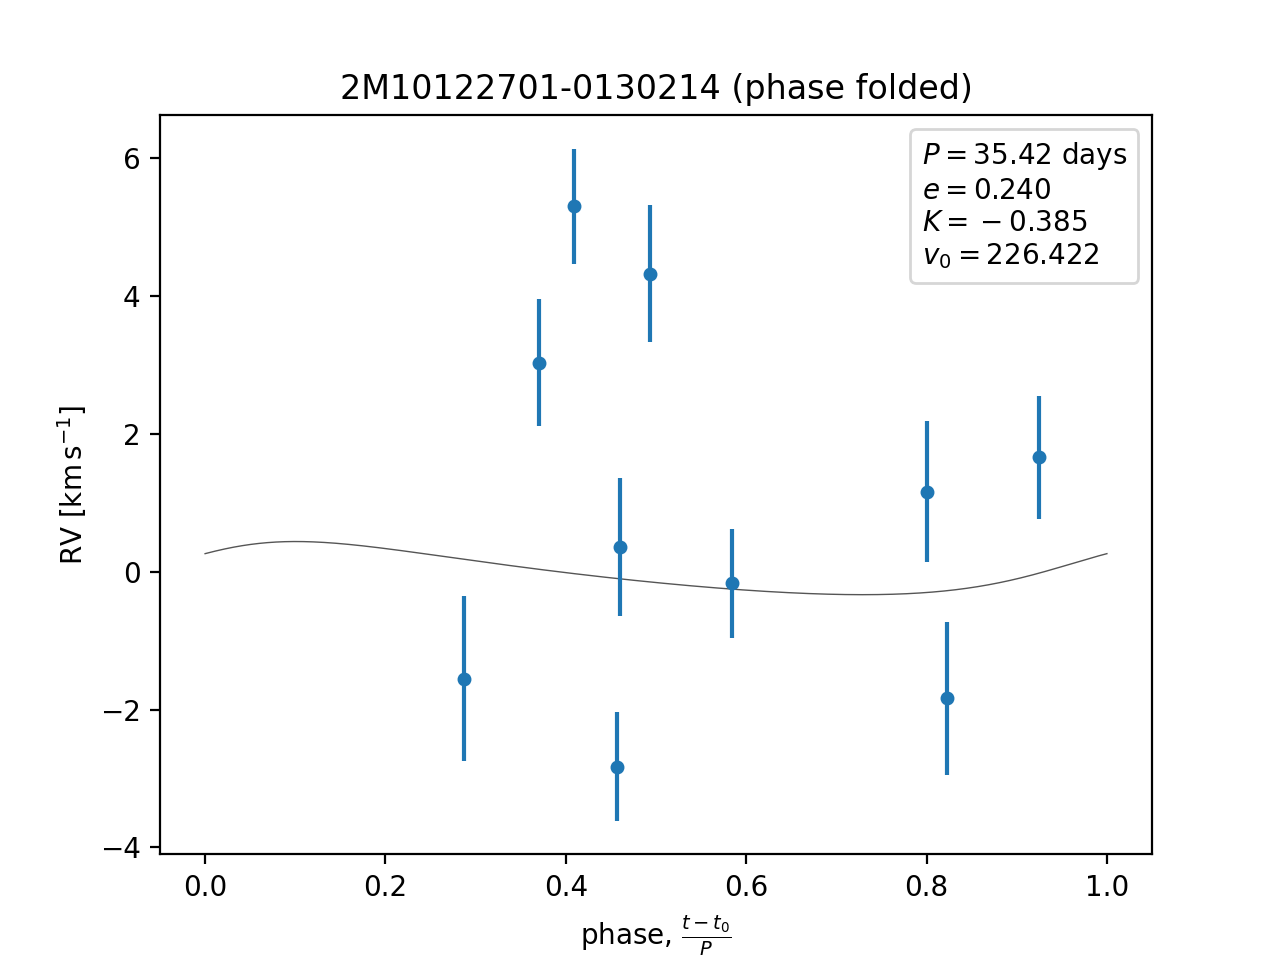 2M10122701-0130214 (phase folded)
P = 35.42 days
e = 0.240
K = −0.385
v₀ = 226.422
RV [km s⁻¹]
6
4
2
0
−2
−4
0.0 0.2 0.4 0.6 0.8 1.0
phase, (t − t₀)/P